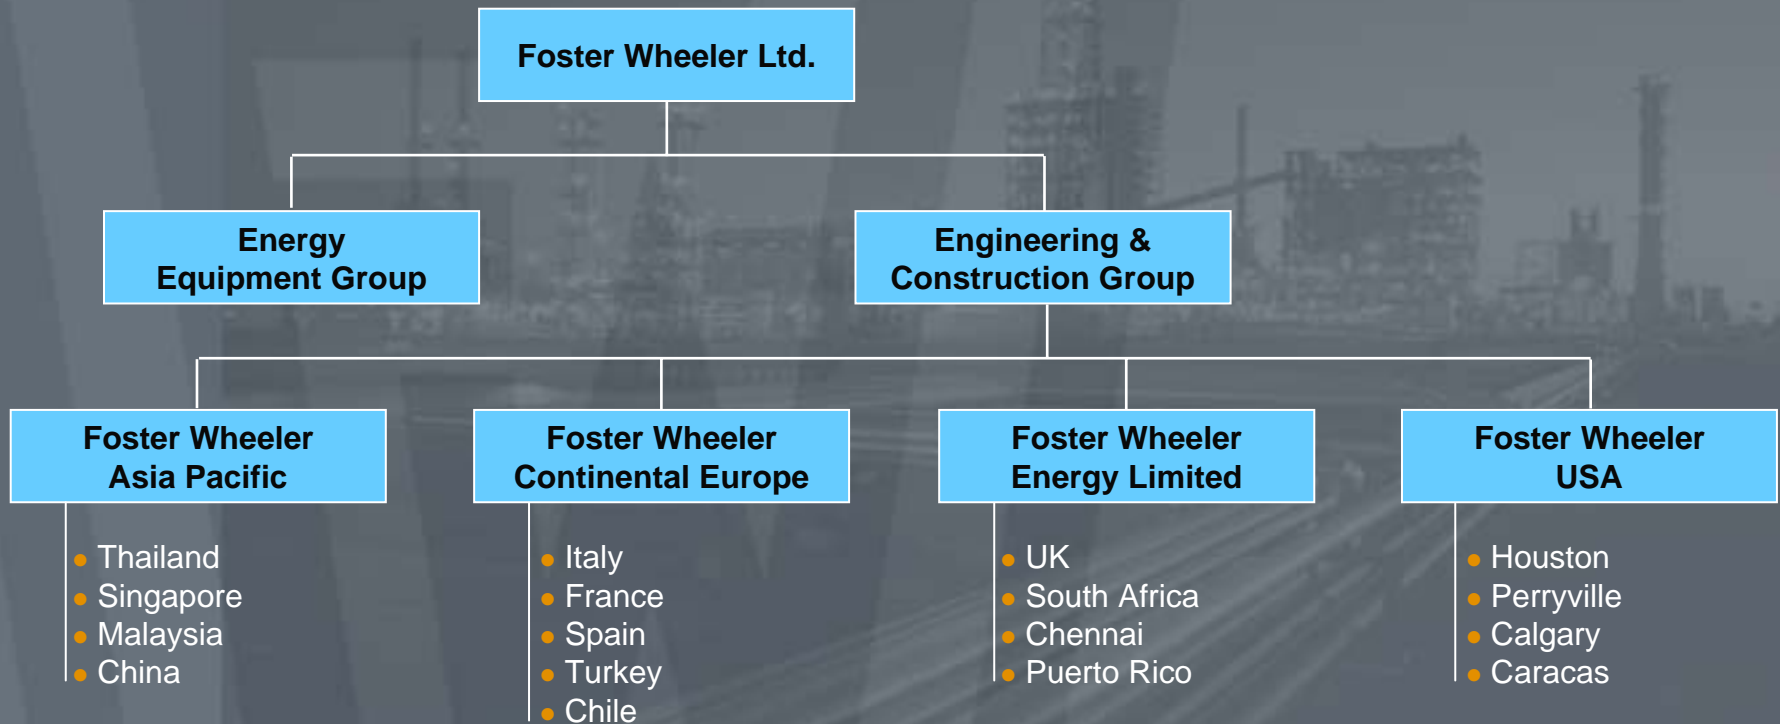 Foster Wheeler Ltd.
Energy
Equipment Group
Engineering &
Construction Group
Foster Wheeler
Asia Pacific
Thailand
Singapore
Malaysia
China
Foster Wheeler
Continental Europe
Italy
France
Spain
Turkey
Chile
Foster Wheeler
Energy Limited
UK
South Africa
Chennai
Puerto Rico
Foster Wheeler
USA
Houston
Perryville
Calgary
Caracas